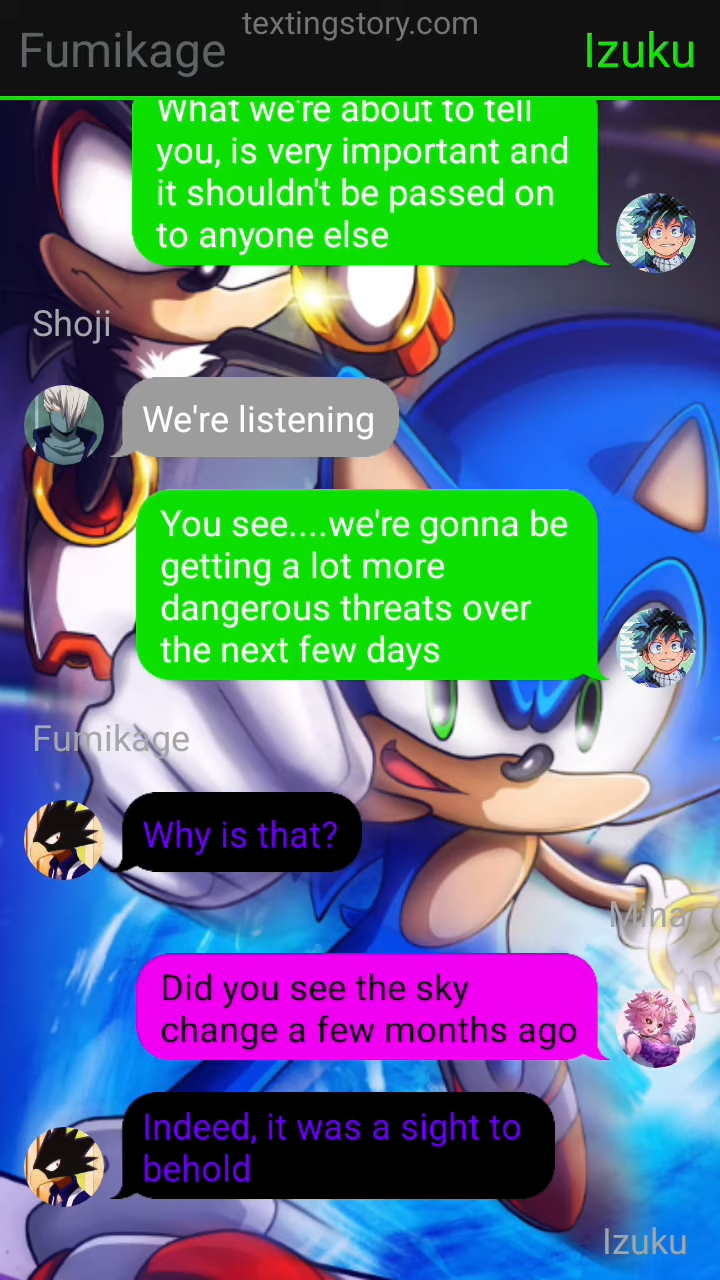 textingstory.com
Fumikage
Izuku
What we're about to tell
you, is very important and
it shouldn't be passed on
to anyone else
Shoji
We're listening
You see....we're gonna be
getting a lot more
dangerous threats over
the next few days
Fumikage
Why is that?
Mina
Did you see the sky
change a few months ago
Indeed, it was a sight to
behold
Izuku